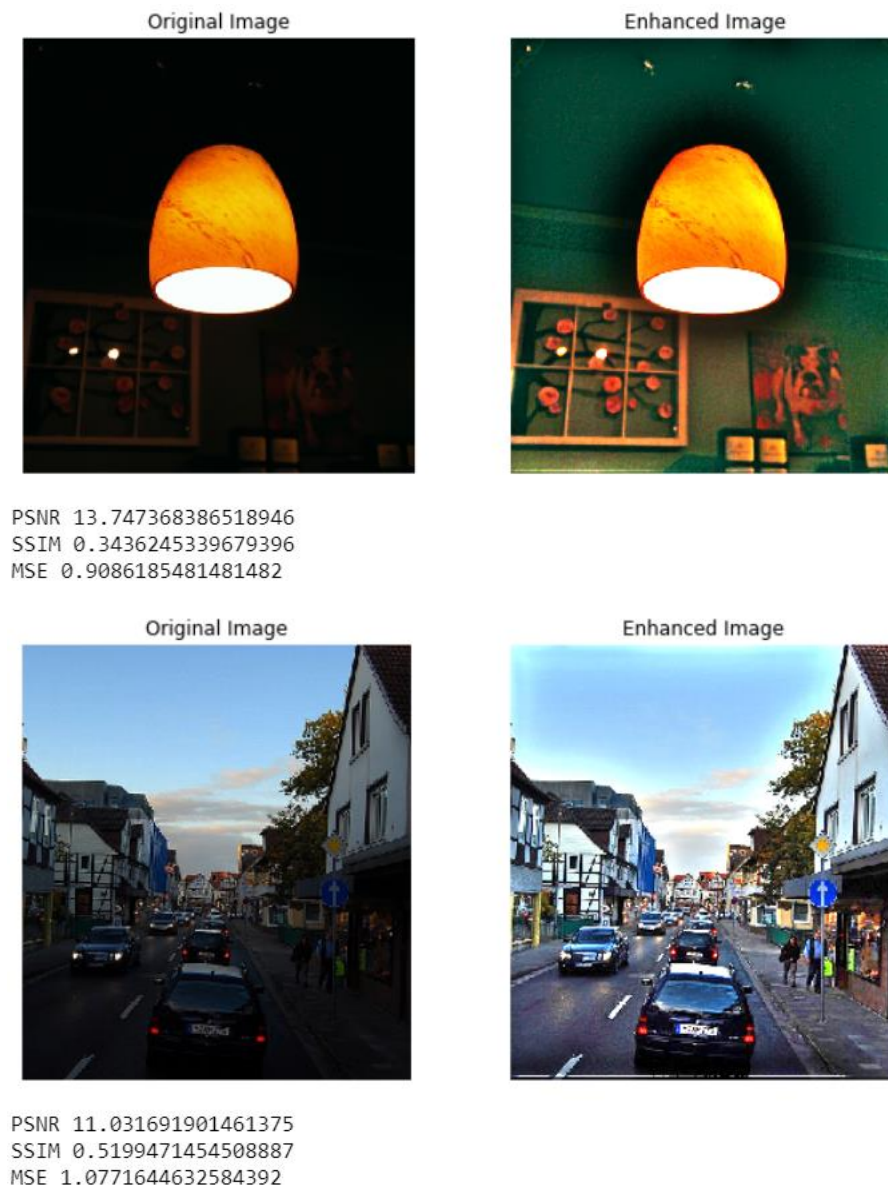 Original Image
Enhanced Image
PSNR 13.747368386518946
SSIM 0.3436245339679396
MSE 0.9086185481481482
Original Image
Enhanced Image
PSNR 11.031691901461375
SSIM 0.5199471454508887
MSE 1.0771644632584392